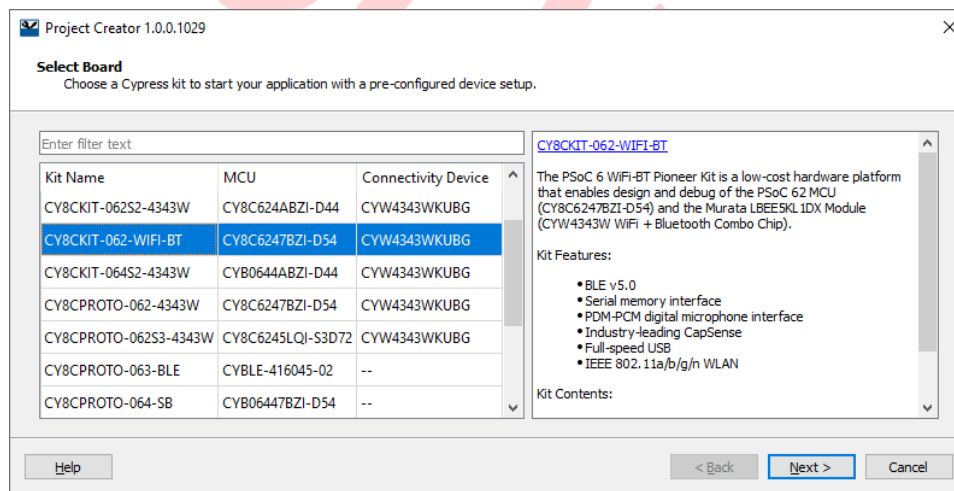 Project Creator 1.0.0.1029
Select Board
Choose a Cypress kit to start your application with a pre-configured device setup.
Enter filter text
Kit Name MCU Connectivity Device
CY8CKIT-062S2-4343W CY8C624ABZI-D44 CYW4343WKUBG
CY8CKIT-062-WIFI-BT CY8C6247BZI-D54 CYW4343WKUBG
CY8CKIT-064S2-4343W CYB0644ABZI-D44 CYW4343WKUBG
CY8CPROTO-062-4343W CY8C6247BZI-D54 CYW4343WKUBG
CY8CPROTO-062S3-4343W CY8C6245LQI-S3D72 CYW4343WKUBG
CY8CPROTO-063-BLE CYBLE-416045-02 --
CY8CPROTO-064-SB CYB06447BZI-D54 --
CY8CKIT-062-WIFI-BT
The PSoC 6 WiFi-BT Pioneer Kit is a low-cost hardware platform
that enables design and debug of the PSoC 62 MCU
(CY8C6247BZI-D54) and the Murata LBEE5KL1DX Module
(CYW4343W WiFi + Bluetooth Combo Chip).
Kit Features:
•BLE v5.0
•Serial memory interface
•PDM-PCM digital microphone interface
•Industry-leading CapSense
•Full-speed USB
•IEEE 802.11a/b/g/n WLAN
Kit Contents:
Help
< Back
Next >
Cancel